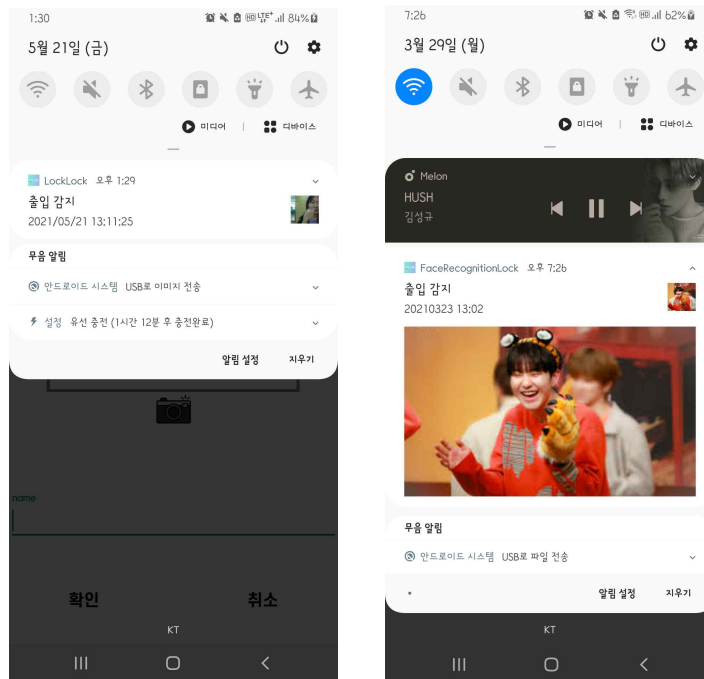 1:30
LTE+ 84%
5월 21일 (금)
미디어 | 디바이스
LockLock 오후 1:29
출입 감지
2021/05/21 13:11:25
무음 알림
안드로이드 시스템 USB로 이미지 전송
설정 유선 충전 (1시간 12분 후 충전완료)
알림 설정 지우기
name
확인 취소
KT
7:26
62%
3월 29일 (월)
미디어 | 디바이스
Melon
HUSH
김성규
FaceRecognitionLock 오후 7:26
출입 감지
20210323 13:02
무음 알림
안드로이드 시스템 USB로 파일 전송
알림 설정 지우기
KT